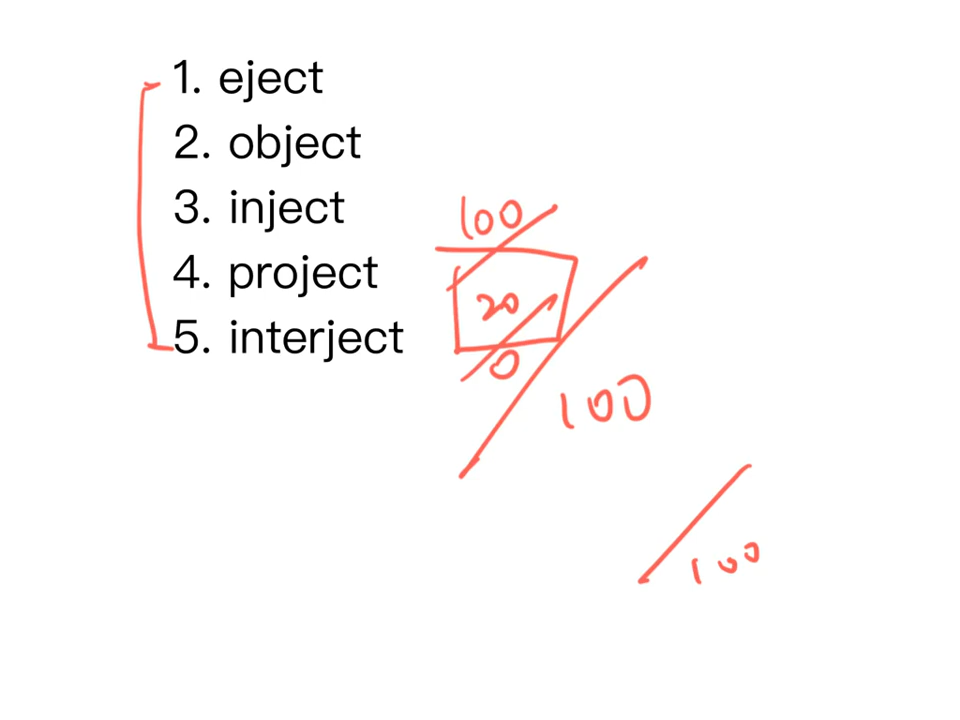 1. eject
2. object
3. inject
4. project
5. interject
100
20
0
100
100